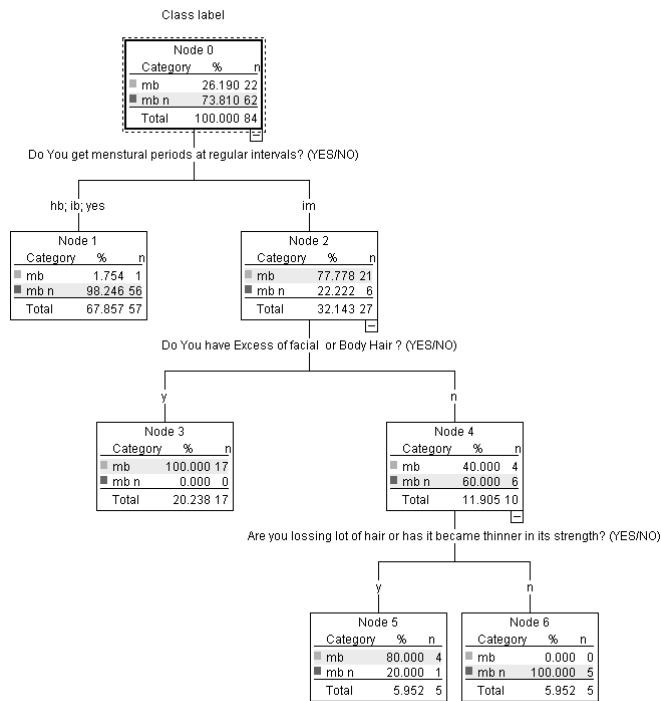 Class label
Node 0
Category % n
mb 26.190 22
mb n 73.810 62
Total 100.000 84
Do You get menstural periods at regular intervals? (YES/NO)
hb; ib; yes
im
Node 1
Category % n
mb 1.754 1
mb n 98.246 56
Total 67.857 57
Node 2
Category % n
mb 77.778 21
mb n 22.222 6
Total 32.143 27
Do You have Excess of facial or Body Hair ? (YES/NO)
y
n
Node 3
Category % n
mb 100.000 17
mb n 0.000 0
Total 20.238 17
Node 4
Category % n
mb 40.000 4
mb n 60.000 6
Total 11.905 10
Are you lossing lot of hair or has it became thinner in its strength? (YES/NO)
y
n
Node 5
Category % n
mb 80.000 4
mb n 20.000 1
Total 5.952 5
Node 6
Category % n
mb 0.000 0
mb n 100.000 5
Total 5.952 5